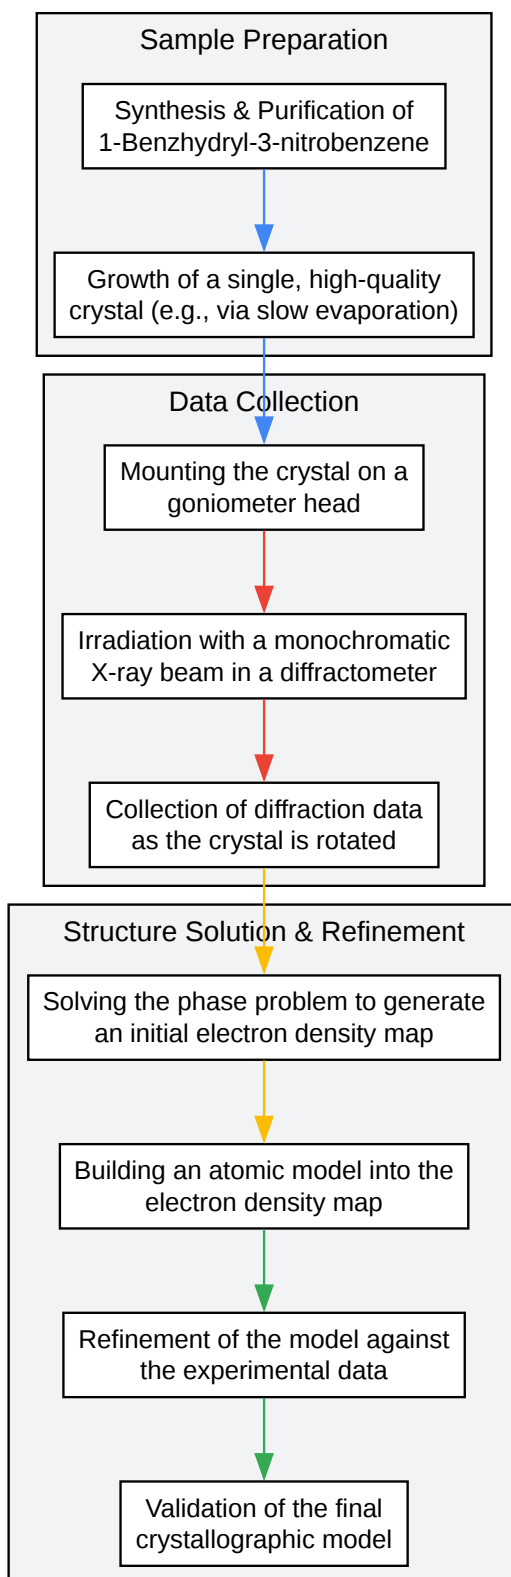 Sample Preparation
Synthesis & Purification of
1-Benzhydryl-3-nitrobenzene
Growth of a single, high-quality
crystal (e.g., via slow evaporation)
Data Collection
Mounting the crystal on a
goniometer head
Irradiation with a monochromatic
X-ray beam in a diffractometer
Collection of diffraction data
as the crystal is rotated
Structure Solution & Refinement
Solving the phase problem to generate
an initial electron density map
Building an atomic model into the
electron density map
Refinement of the model against
the experimental data
Validation of the final
crystallographic model